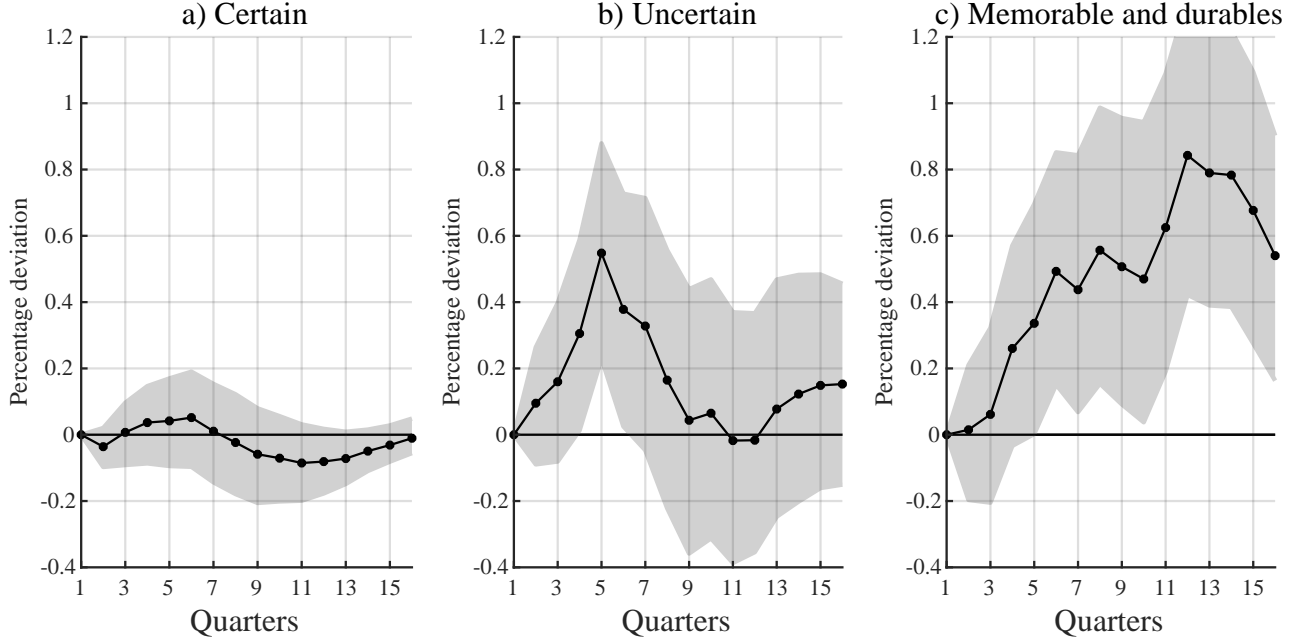 a) Certain
1.2
1
0.8
0.6
0.4
0.2
0
-0.2
-0.4
Percentage deviation
1 3 5 7 9 11 13 15
Quarters
b) Uncertain
1.2
1
0.8
0.6
0.4
0.2
0
-0.2
-0.4
Percentage deviation
1 3 5 7 9 11 13 15
Quarters
c) Memorable and durables
1.2
1
0.8
0.6
0.4
0.2
0
-0.2
-0.4
Percentage deviation
1 3 5 7 9 11 13 15
Quarters